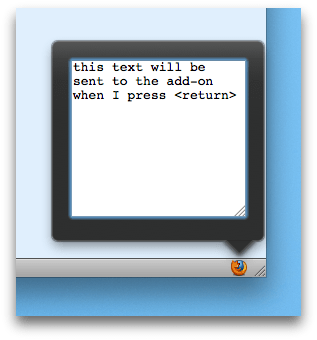 this text will be
sent to the add-on
when I press <return>